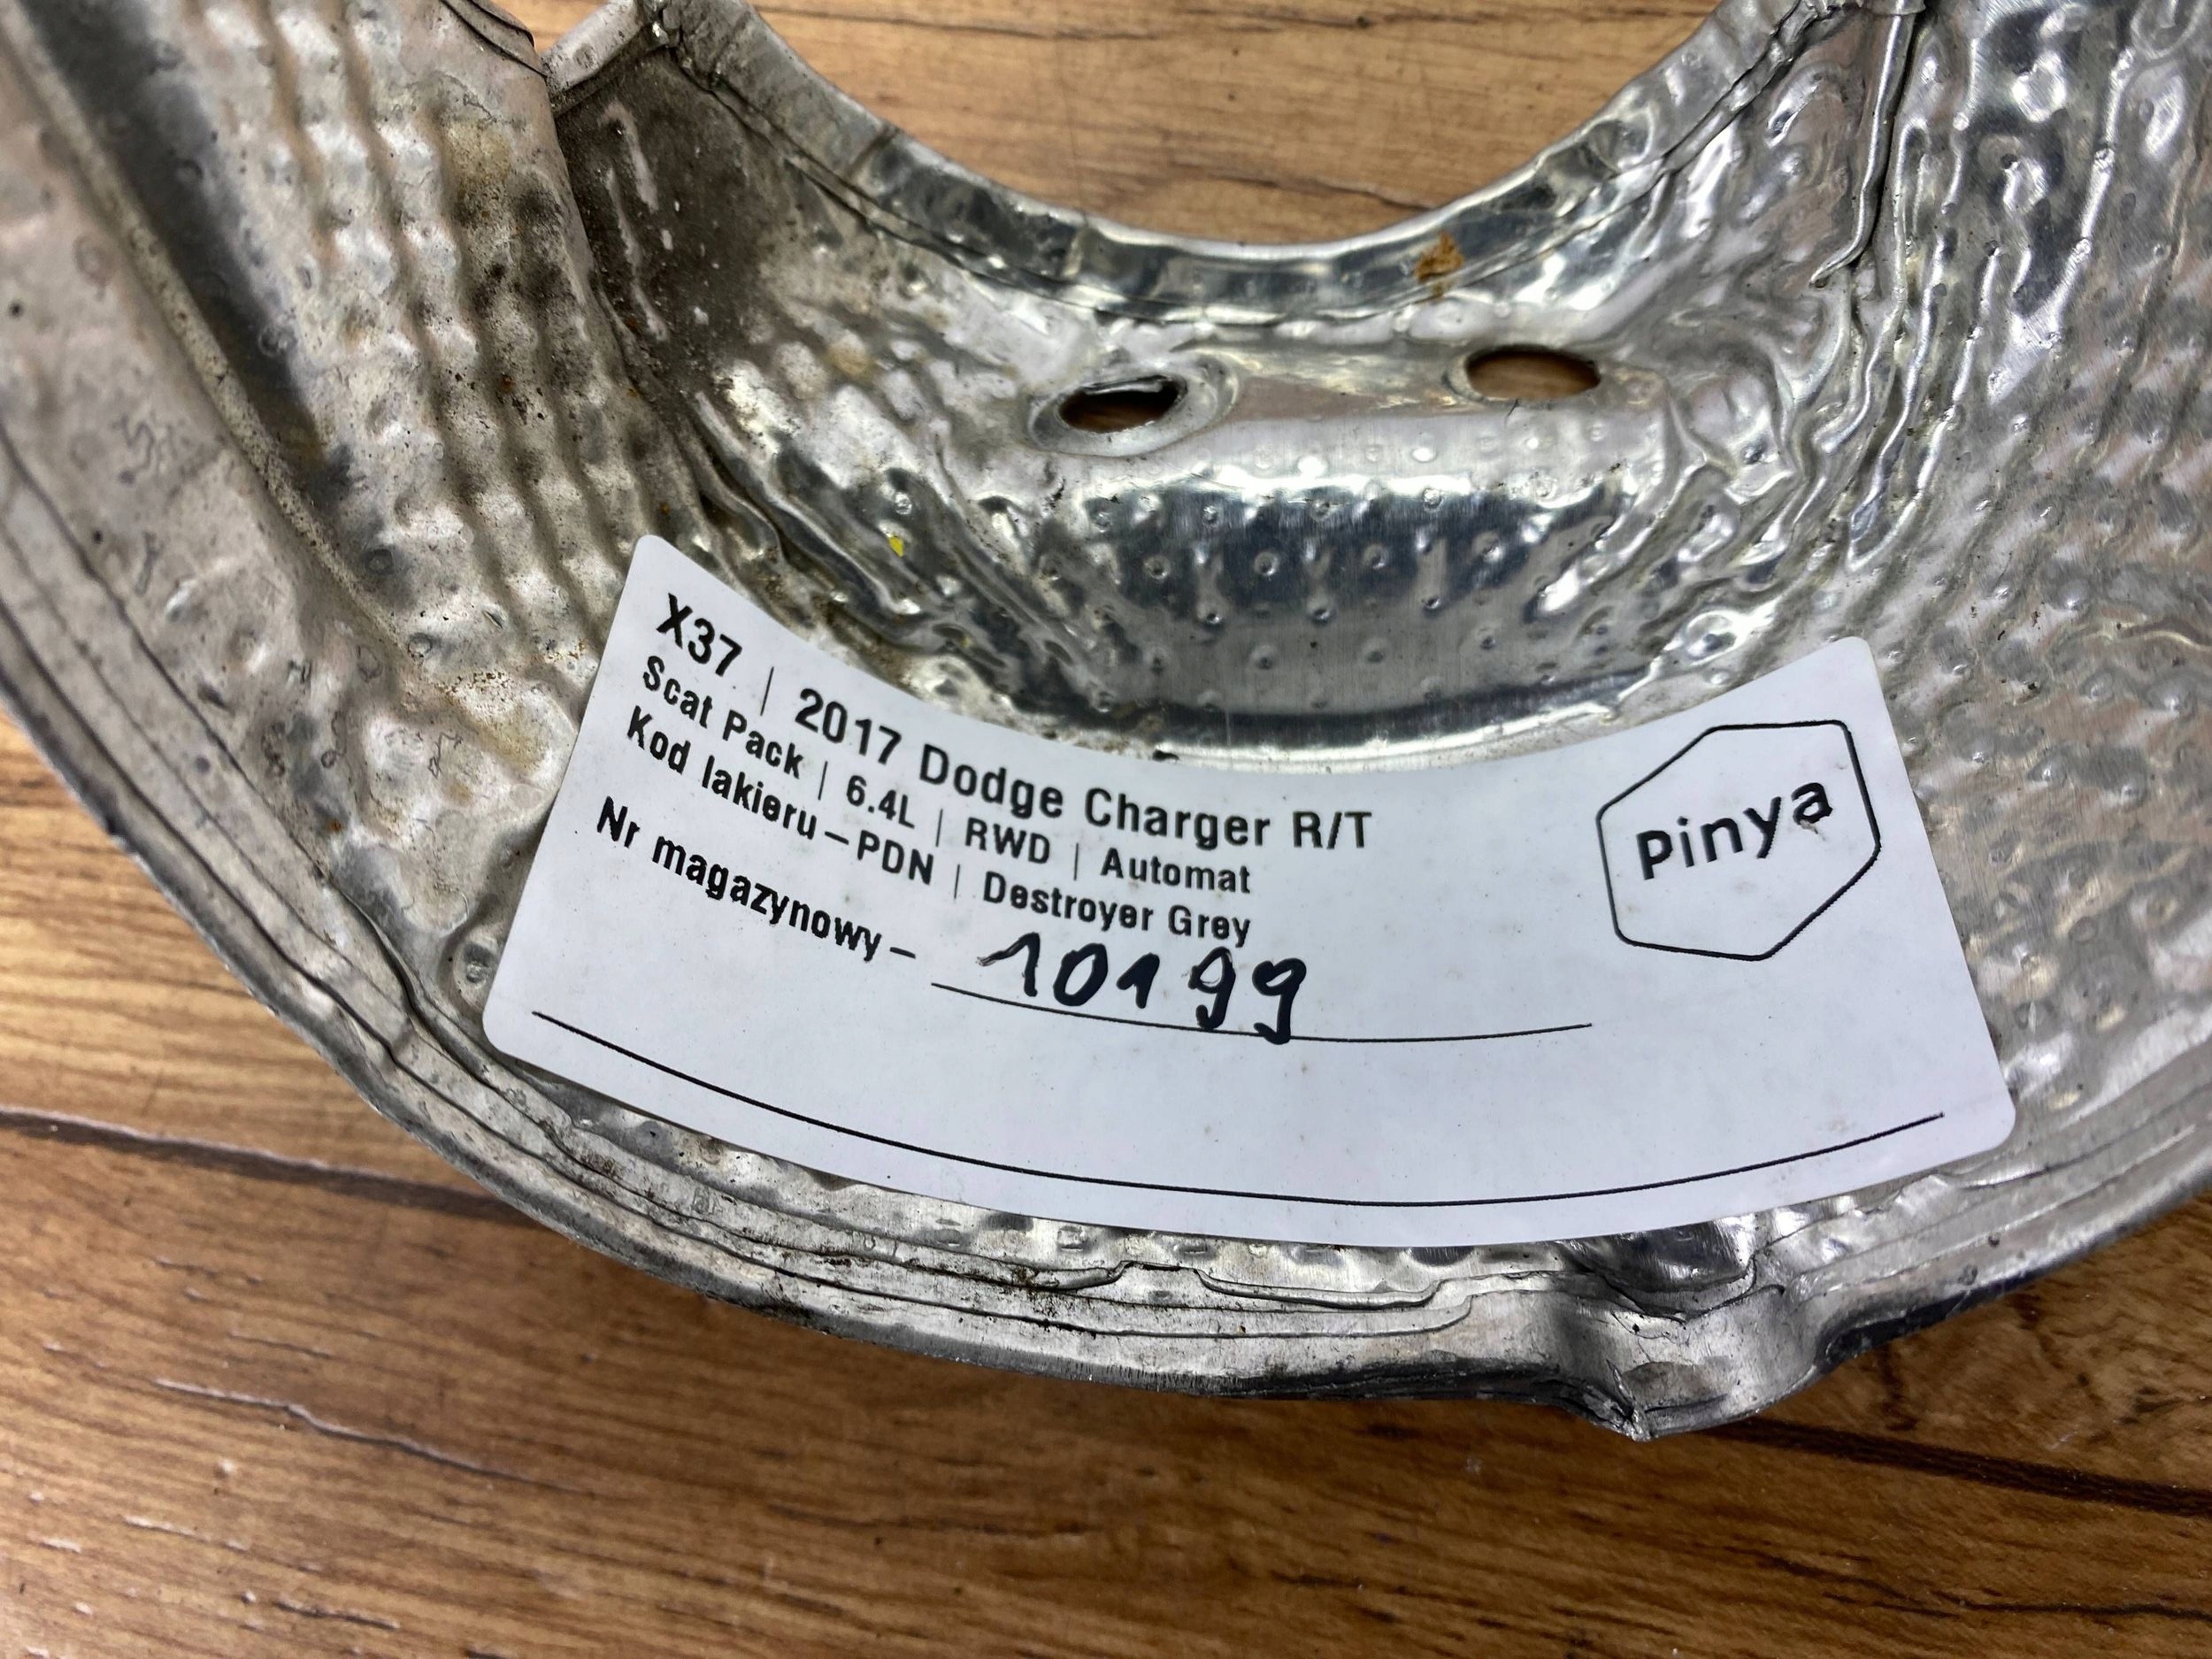 X37 | 2017 Dodge Charger R/T
Scat Pack | 6.4L | RWD | Automat
Kod lakieru – PDN | Destroyer Grey
Nr magazynowy – 10199
Pinya